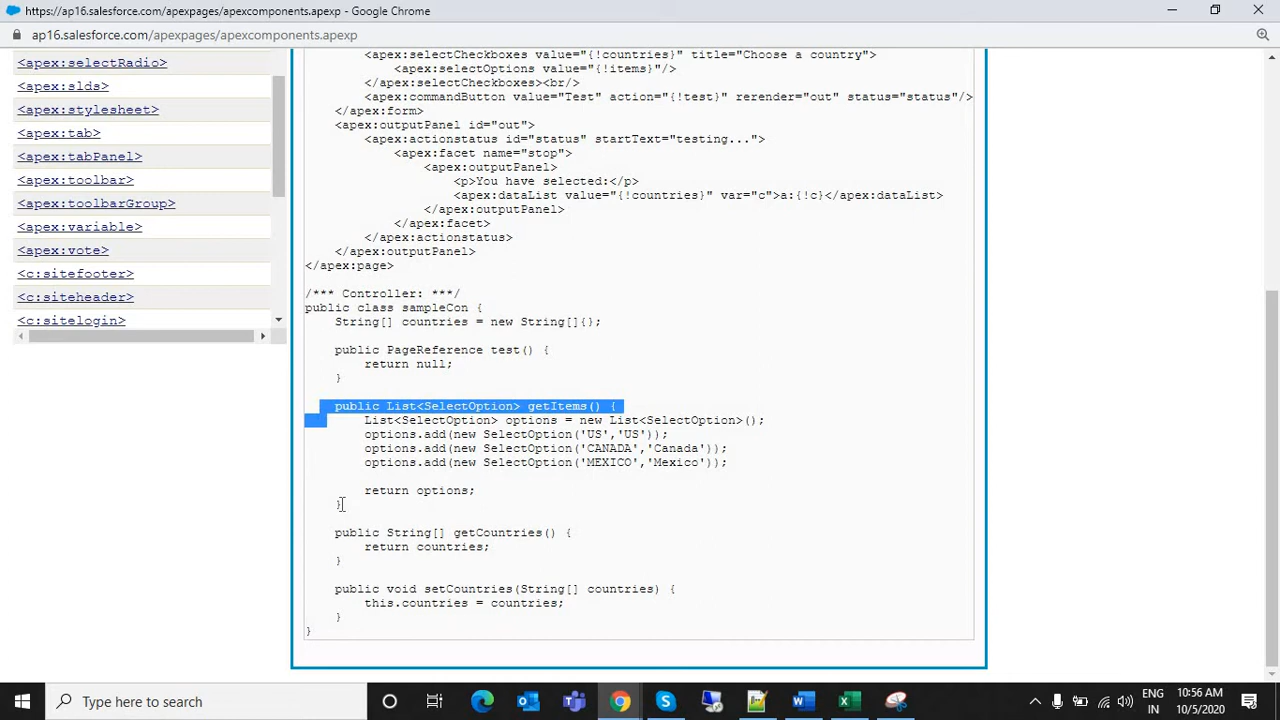 https://ap16.salesforce.com/apexpages/apexcomponents.apexp - Google Chrome
ap16.salesforce.com/apexpages/apexcomponents.apexp
<apex:selectRadio>
<apex:slds>
<apex:stylesheet>
<apex:tab>
<apex:tabPanel>
<apex:toolbar>
<apex:toolbarGroup>
<apex:variable>
<apex:vote>
<c:sitefooter>
<c:siteheader>
<c:sitelogin>
<apex:selectCheckboxes value="{!countries}" title="Choose a country">
<apex:selectOptions value="{!items}"/>
</apex:selectCheckboxes><br/>
<apex:commandButton value="Test" action="{!test}" rerender="out" status="status"/>
</apex:form>
<apex:outputPanel id="out">
<apex:actionstatus id="status" startText="testing...">
<apex:facet name="stop">
<apex:outputPanel>
<p>You have selected:</p>
<apex:dataList value="{!countries}" var="c">a:{!c}</apex:dataList>
</apex:outputPanel>
</apex:facet>
</apex:actionstatus>
</apex:outputPanel>
</apex:page>
/*** Controller: ***/
public class sampleCon {
String[] countries = new String[]{};
public PageReference test() {
return null;
}
public List<SelectOption> getItems() {
List<SelectOption> options = new List<SelectOption>();
options.add(new SelectOption('US','US'));
options.add(new SelectOption('CANADA','Canada'));
options.add(new SelectOption('MEXICO','Mexico'));
return options;
}
public String[] getCountries() {
return countries;
}
public void setCountries(String[] countries) {
this.countries = countries;
}
}
Type here to search
ENG
IN
10:56 AM
10/5/2020